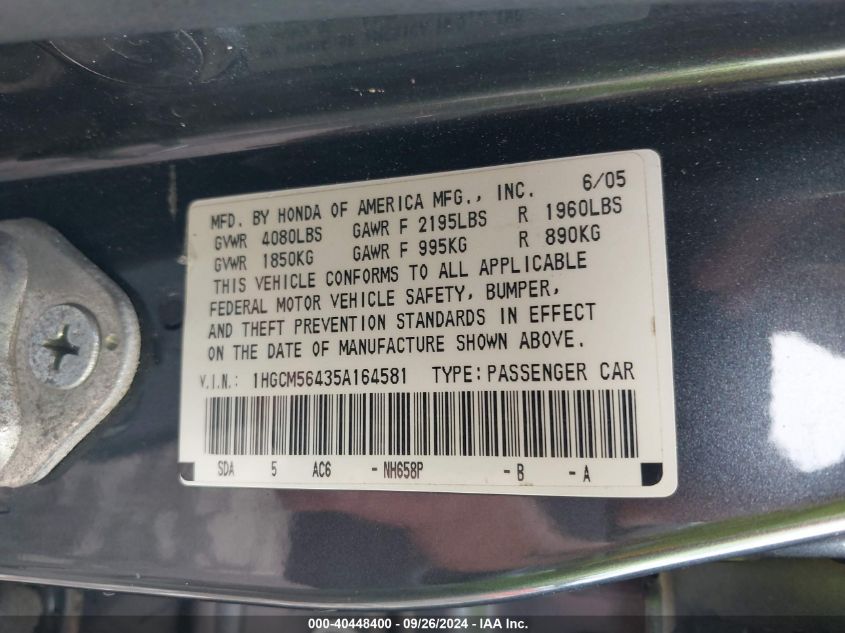 MFD. BY HONDA OF AMERICA MFG., INC. 6/05
GVWR 4080LBS GAWR F 2195LBS R 1960LBS
GVWR 1850KG GAWR F 995KG R 890KG
THIS VEHICLE CONFORMS TO ALL APPLICABLE
FEDERAL MOTOR VEHICLE SAFETY, BUMPER,
AND THEFT PREVENTION STANDARDS IN EFFECT
ON THE DATE OF MANUFACTURE SHOWN ABOVE.
V.I.N.: 1HGCM56435A164581 TYPE: PASSENGER CAR
SDA 5 AC6 -NH658P -B -A
000-40448400 - 09/26/2024 - IAA Inc.